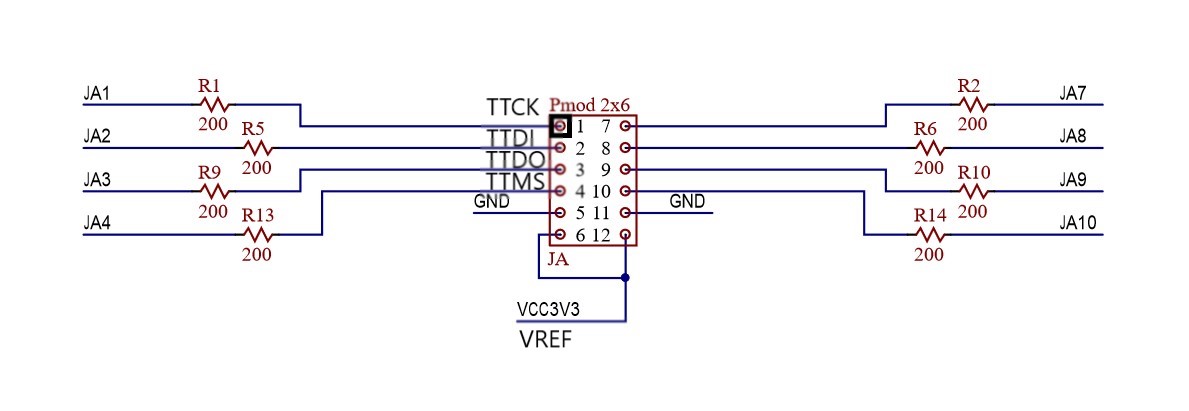 R1
R2
JA1
TTCK
Pmod 2x6
JA7
200
200
R5
1 7
R6
JA2
TTDI
2 8
JA8
200
200
R9
TTDO
3 9
R10
JA3
TTMS
4 10
JA9
200
GND
5 11
GND
200
R13
R14
JA4
6 12
JA10
200
JA
200
VCC3V3
VREF